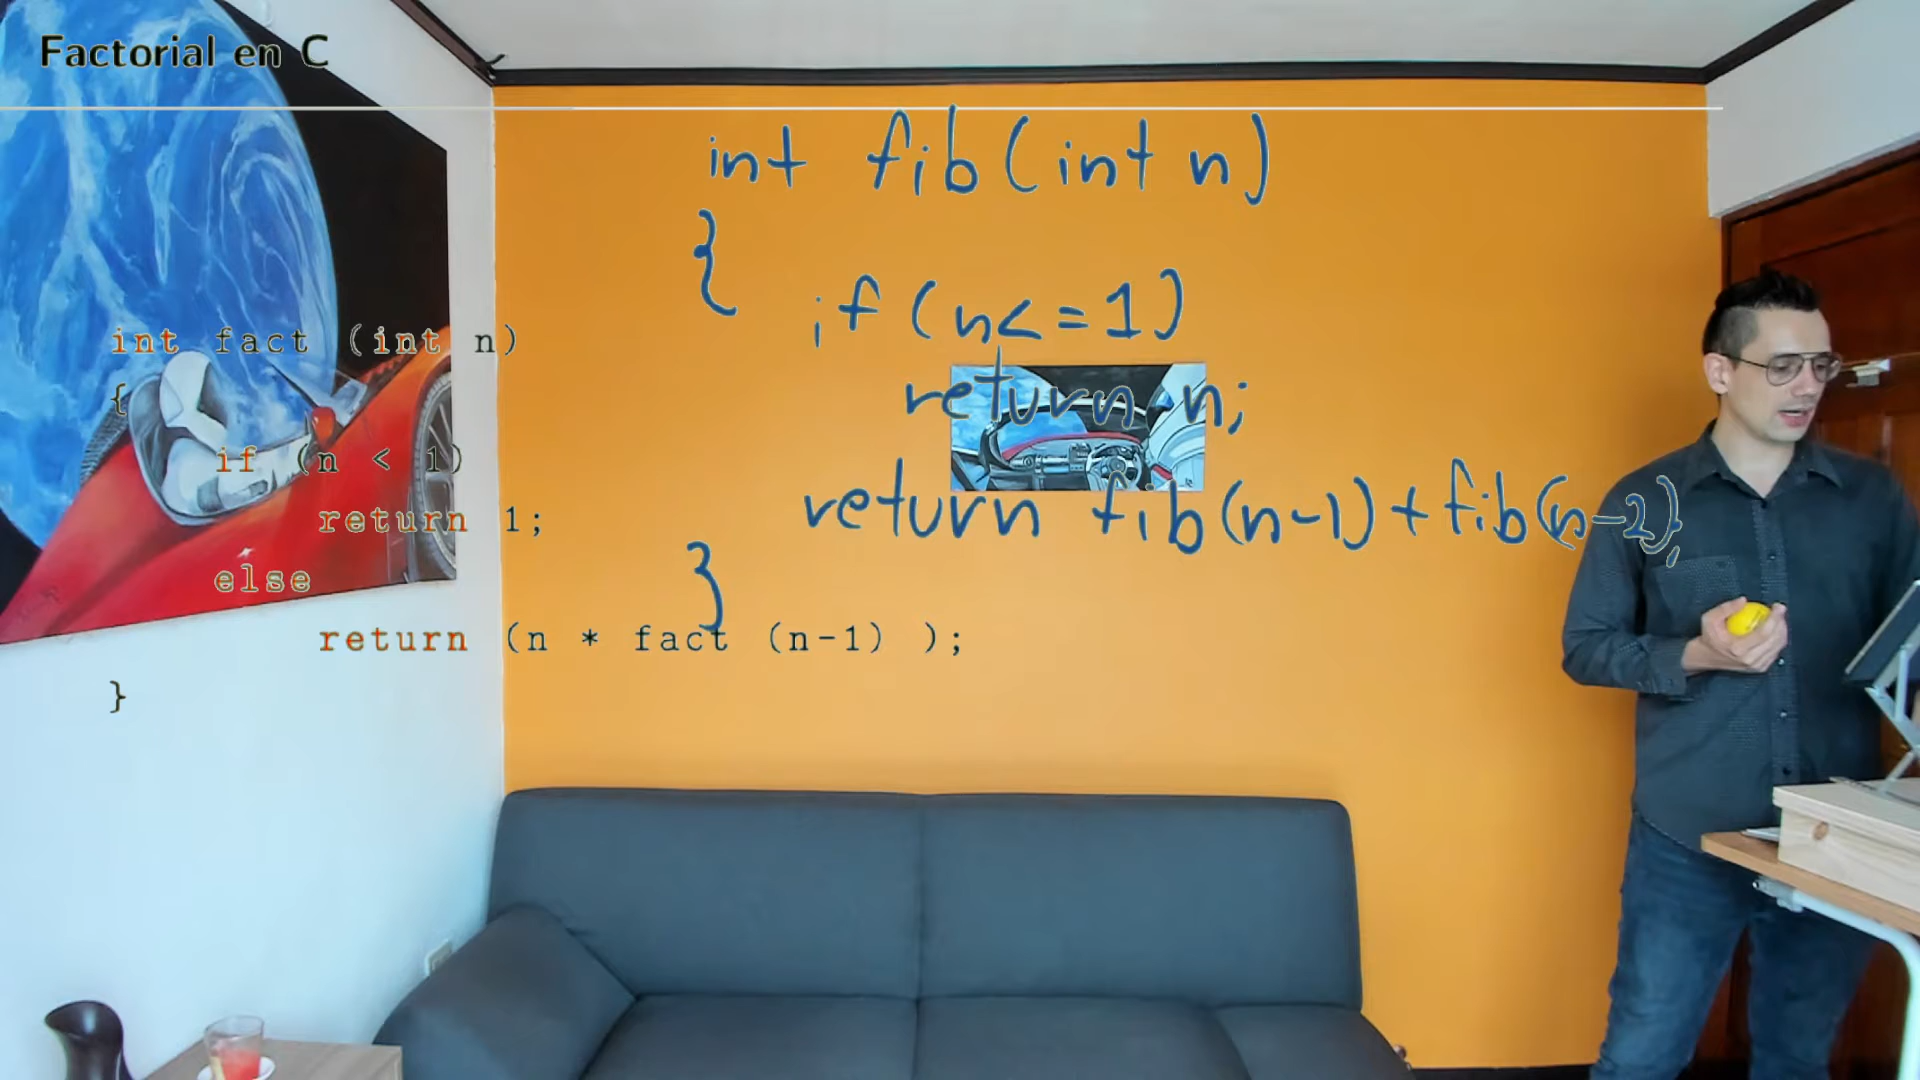 Factorial en C
int fact (int n)
{
if (n < 1)
return 1;
else
return (n * fact (n-1) );
}
int fib(int n)
{
if (n<=1)
return n;
return fib(n-1)+fib(n-2);
}